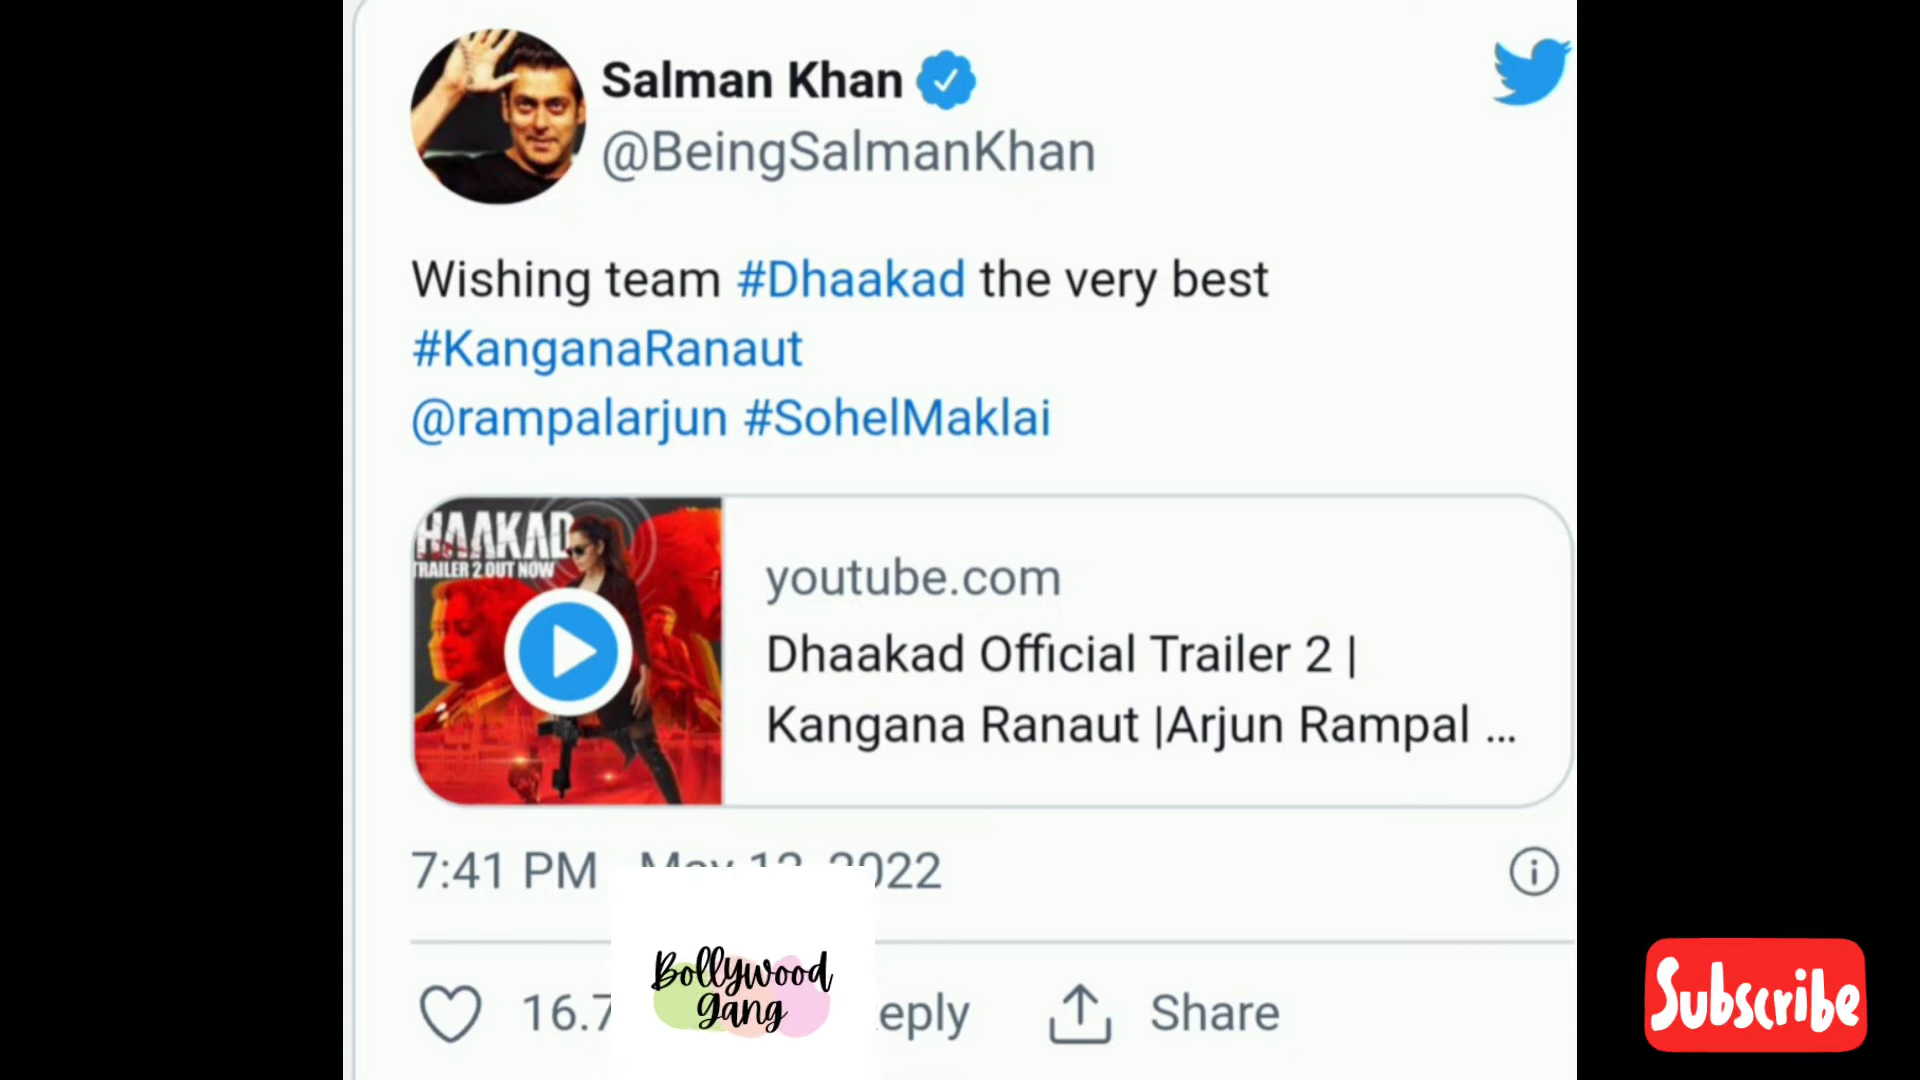 Salman Khan
@BeingSalmanKhan
Wishing team #Dhaakad the very best
#KanganaRanaut
@rampalarjun #SohelMaklai
HAAKAD
TRAILER 2 OUT NOW
youtube.com
Dhaakad Official Trailer 2 |
Kangana Ranaut |Arjun Rampal ...
7:41 PM May 12, 2022
16.7
eply
Share
Bollywood
gang
Subscribe